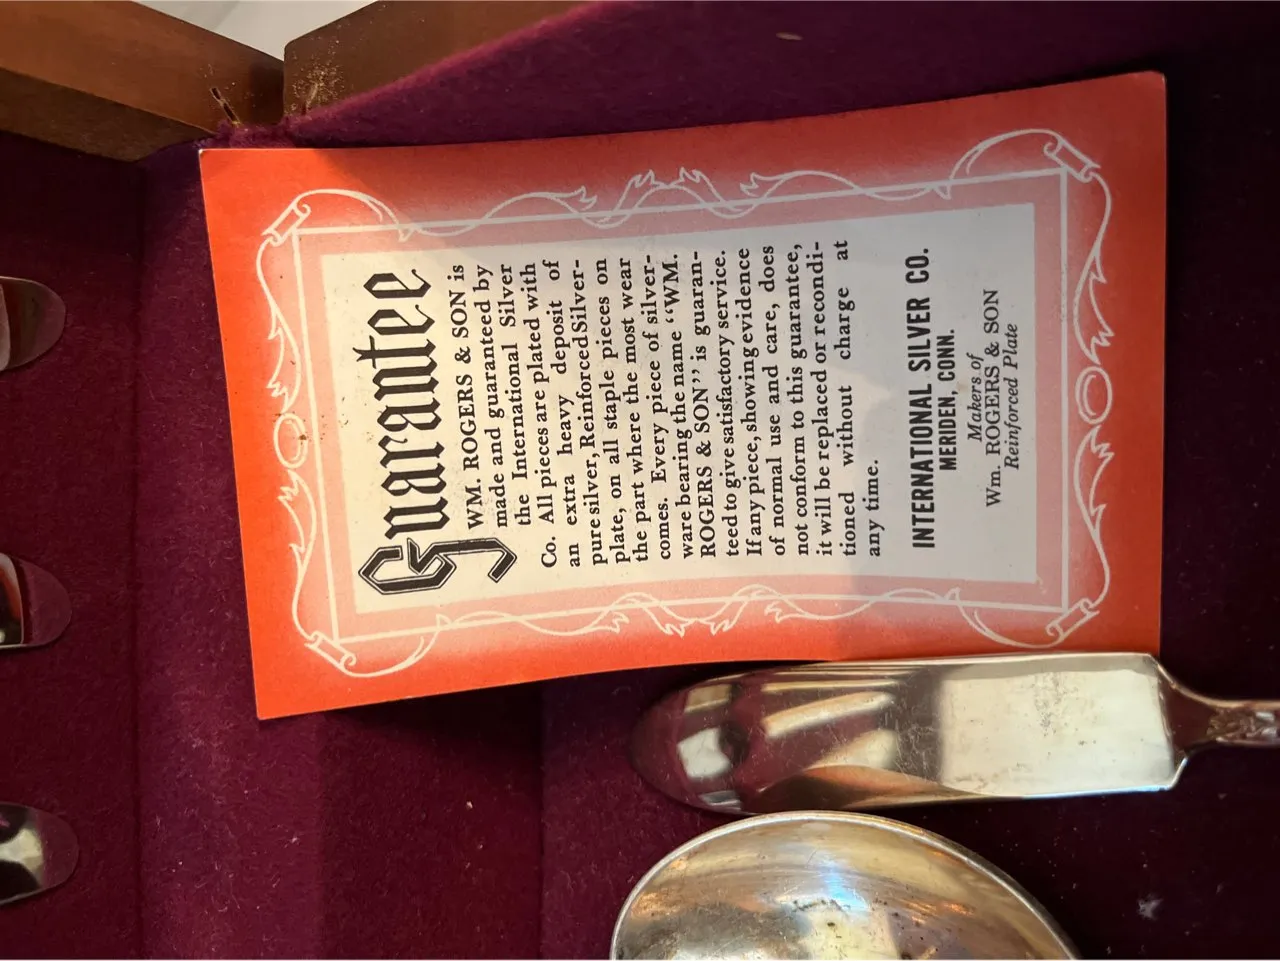 Guarantee
WM. ROGERS & SON is
made and guaranteed by
the International Silver
Co. All pieces are plated with
an extra heavy deposit of
pure silver, Reinforced Silver-
plate, on all staple pieces on
the part where the most wear
comes. Every piece of silver-
ware bearing the name “WM.
ROGERS & SON” is guaran-
teed to give satisfactory service.
If any piece, showing evidence
of normal use and care, does
not conform to this guarantee,
it will be replaced or recondi-
tioned without charge at
any time.
INTERNATIONAL SILVER CO.
MERIDEN, CONN.
Makers of
Wm. ROGERS & SON
Reinforced Plate